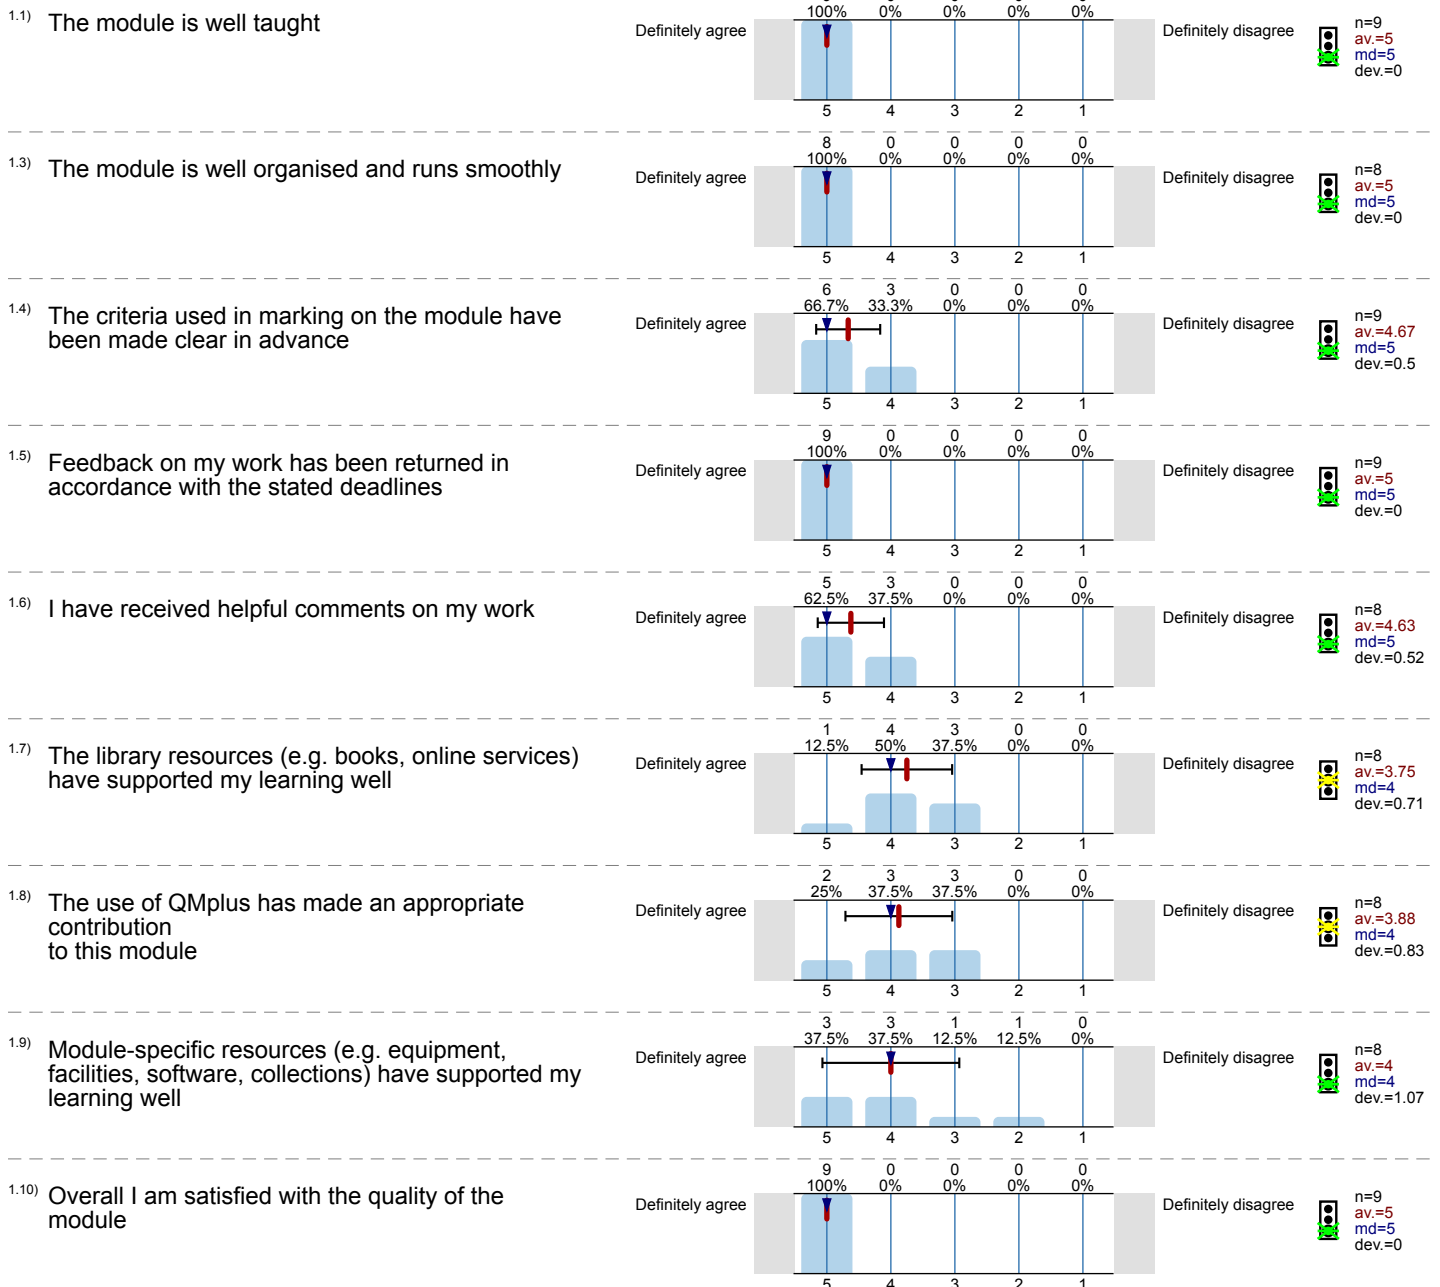 1.1) The module is well taught
Definitely agree
100% 0% 0% 0% 0%
5 4 3 2 1
Definitely disagree
n=9
av.=5
md=5
dev.=0
1.3) The module is well organised and runs smoothly
Definitely agree
8 0 0 0 0
100% 0% 0% 0% 0%
5 4 3 2 1
Definitely disagree
n=8
av.=5
md=5
dev.=0
1.4) The criteria used in marking on the module have
been made clear in advance
Definitely agree
6 3 0 0 0
66.7% 33.3% 0% 0% 0%
5 4 3 2 1
Definitely disagree
n=9
av.=4.67
md=5
dev.=0.5
1.5) Feedback on my work has been returned in
accordance with the stated deadlines
Definitely agree
9 0 0 0 0
100% 0% 0% 0% 0%
5 4 3 2 1
Definitely disagree
n=9
av.=5
md=5
dev.=0
1.6) I have received helpful comments on my work
Definitely agree
5 3 0 0 0
62.5% 37.5% 0% 0% 0%
5 4 3 2 1
Definitely disagree
n=8
av.=4.63
md=5
dev.=0.52
1.7) The library resources (e.g. books, online services)
have supported my learning well
Definitely agree
1 4 3 0 0
12.5% 50% 37.5% 0% 0%
5 4 3 2 1
Definitely disagree
n=8
av.=3.75
md=4
dev.=0.71
1.8) The use of QMplus has made an appropriate
contribution
to this module
Definitely agree
2 3 3 0 0
25% 37.5% 37.5% 0% 0%
5 4 3 2 1
Definitely disagree
n=8
av.=3.88
md=4
dev.=0.83
1.9) Module-specific resources (e.g. equipment,
facilities, software, collections) have supported my
learning well
Definitely agree
3 3 1 1 0
37.5% 37.5% 12.5% 12.5% 0%
5 4 3 2 1
Definitely disagree
n=8
av.=4
md=4
dev.=1.07
1.10) Overall I am satisfied with the quality of the
module
Definitely agree
9 0 0 0 0
100% 0% 0% 0% 0%
5 4 3 2 1
Definitely disagree
n=9
av.=5
md=5
dev.=0